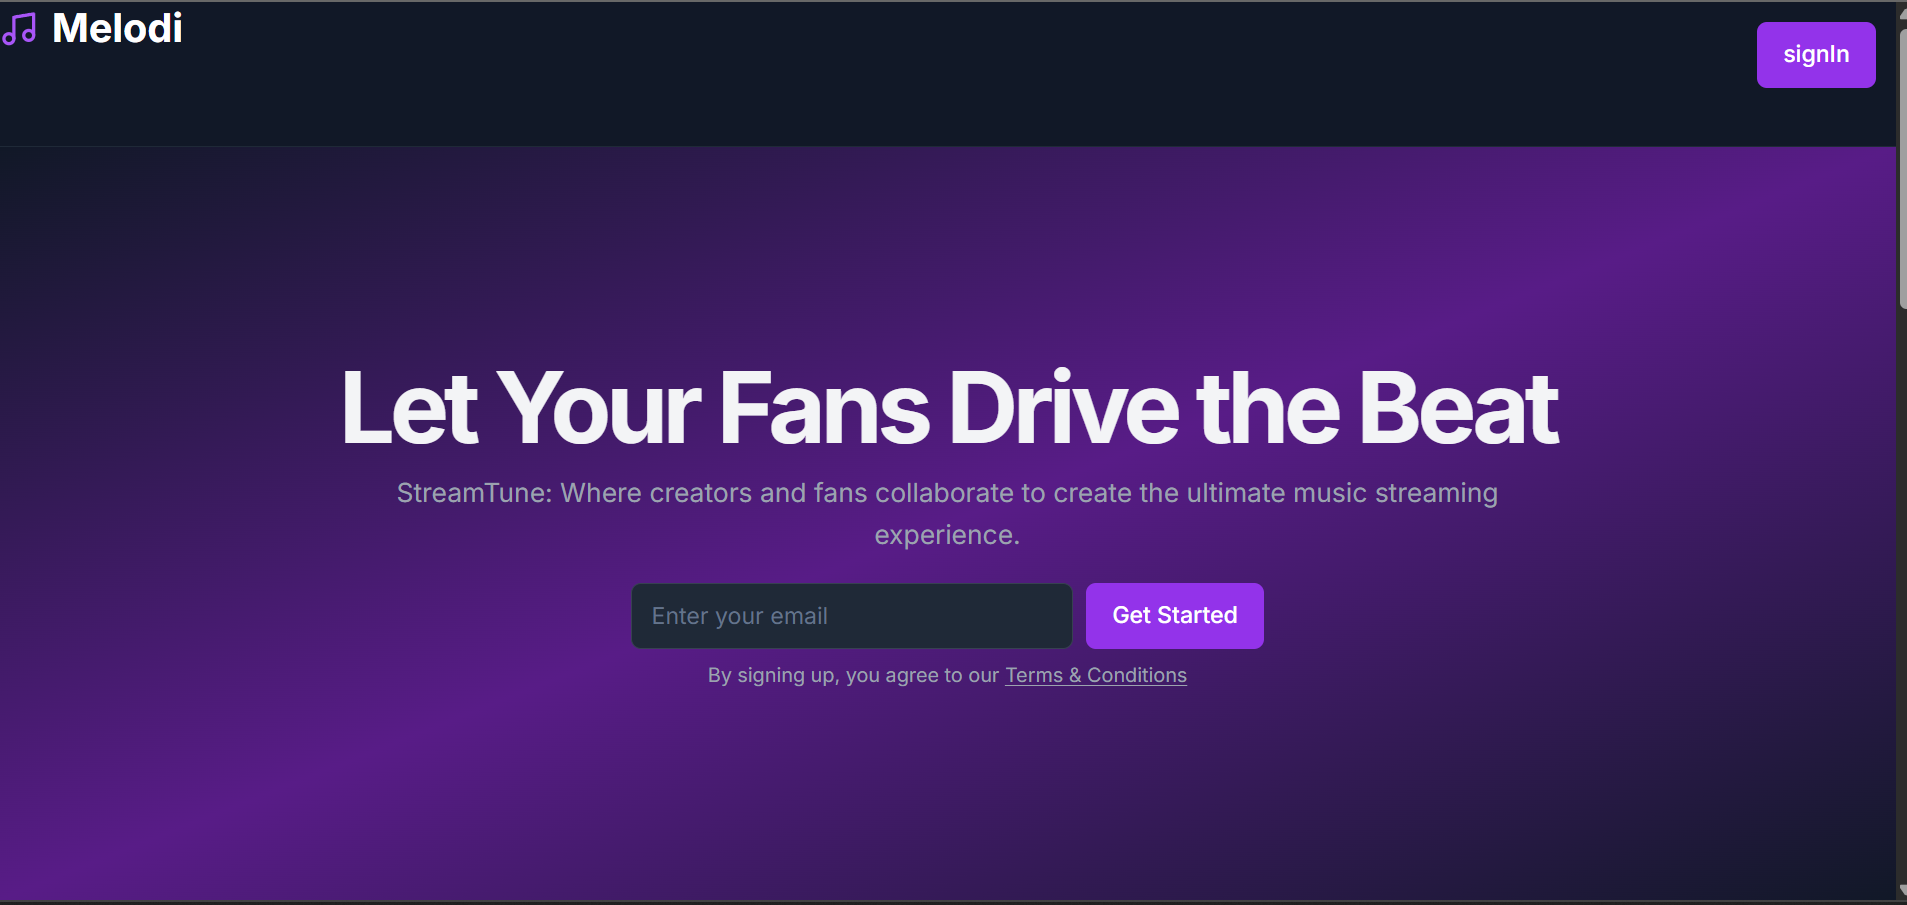 Melodi
signIn
Let Your Fans Drive the Beat
StreamTune: Where creators and fans collaborate to create the ultimate music streaming
experience.
Enter your email
Get Started
By signing up, you agree to our Terms & Conditions